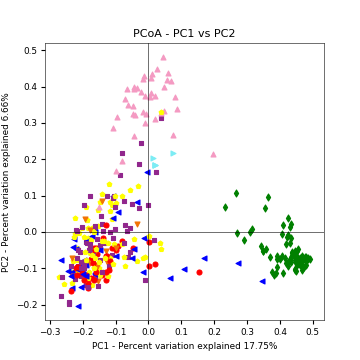 PCoA - PC1 vs PC2
0.5
0.4
0.3
0.2
0.1
0.0
−0.1
−0.2
PC2 - Percent variation explained 6.66%
−0.3 −0.2 −0.1 0.0 0.1 0.2 0.3 0.4 0.5
PC1 - Percent variation explained 17.75%